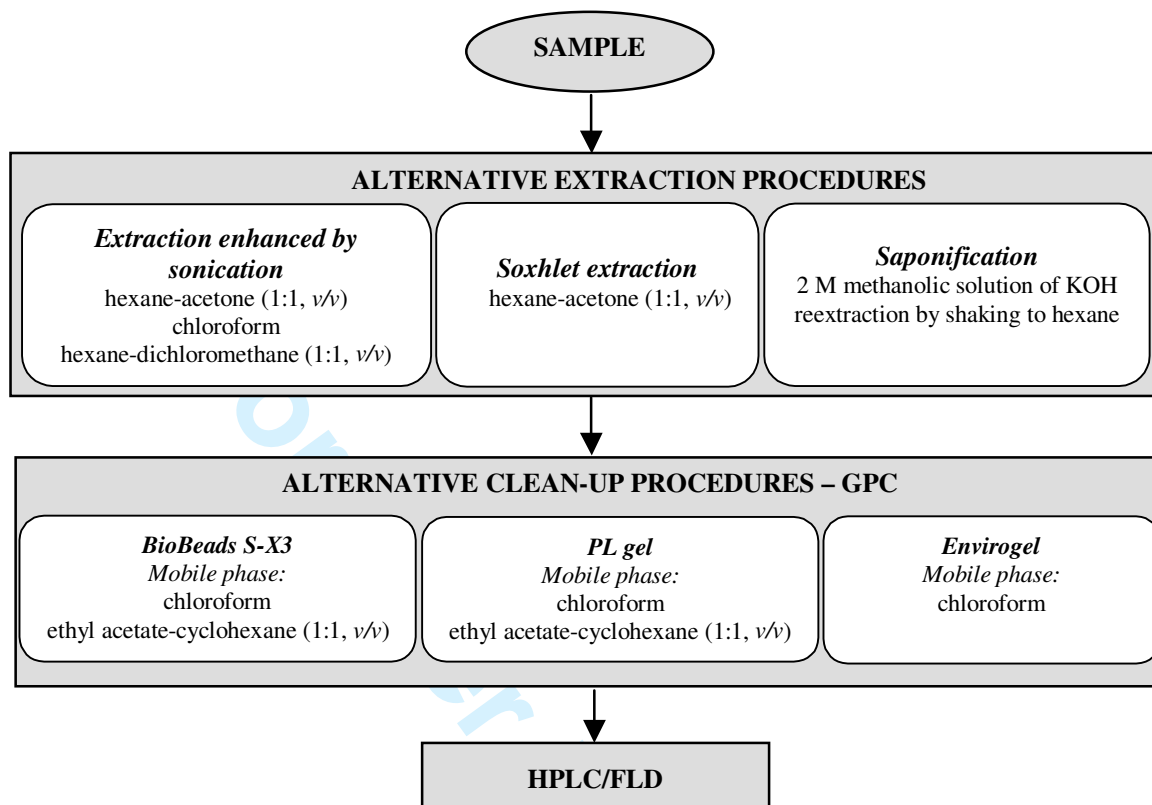 SAMPLE
ALTERNATIVE EXTRACTION PROCEDURES
Extraction enhanced by
sonication
hexane-acetone (1:1, v/v)
chloroform
hexane-dichloromethane (1:1, v/v)
Soxhlet extraction
hexane-acetone (1:1, v/v)
Saponification
2 M methanolic solution of KOH
reextraction by shaking to hexane
ALTERNATIVE CLEAN-UP PROCEDURES – GPC
BioBeads S-X3
Mobile phase:
chloroform
ethyl acetate-cyclohexane (1:1, v/v)
PL gel
Mobile phase:
chloroform
ethyl acetate-cyclohexane (1:1, v/v)
Envirogel
Mobile phase:
chloroform
HPLC/FLD